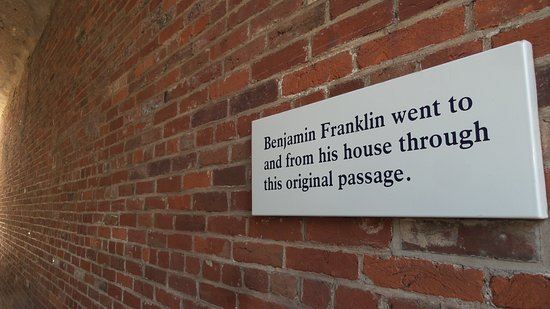 Benjamin Franklin went to
and from his house through
this original passage.